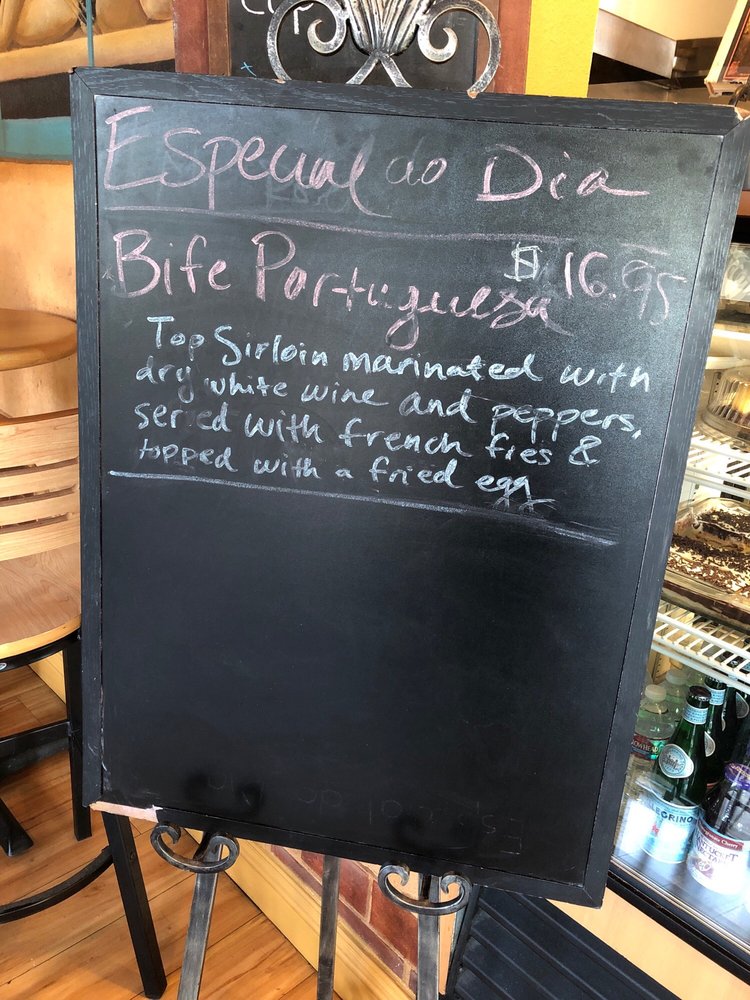 Especial do Dia
Bife Portuguesa $16.95
Top Sirloin marinated with
dry white wine and peppers,
served with french fries &
topped with a fried egg
PELLEGRINO